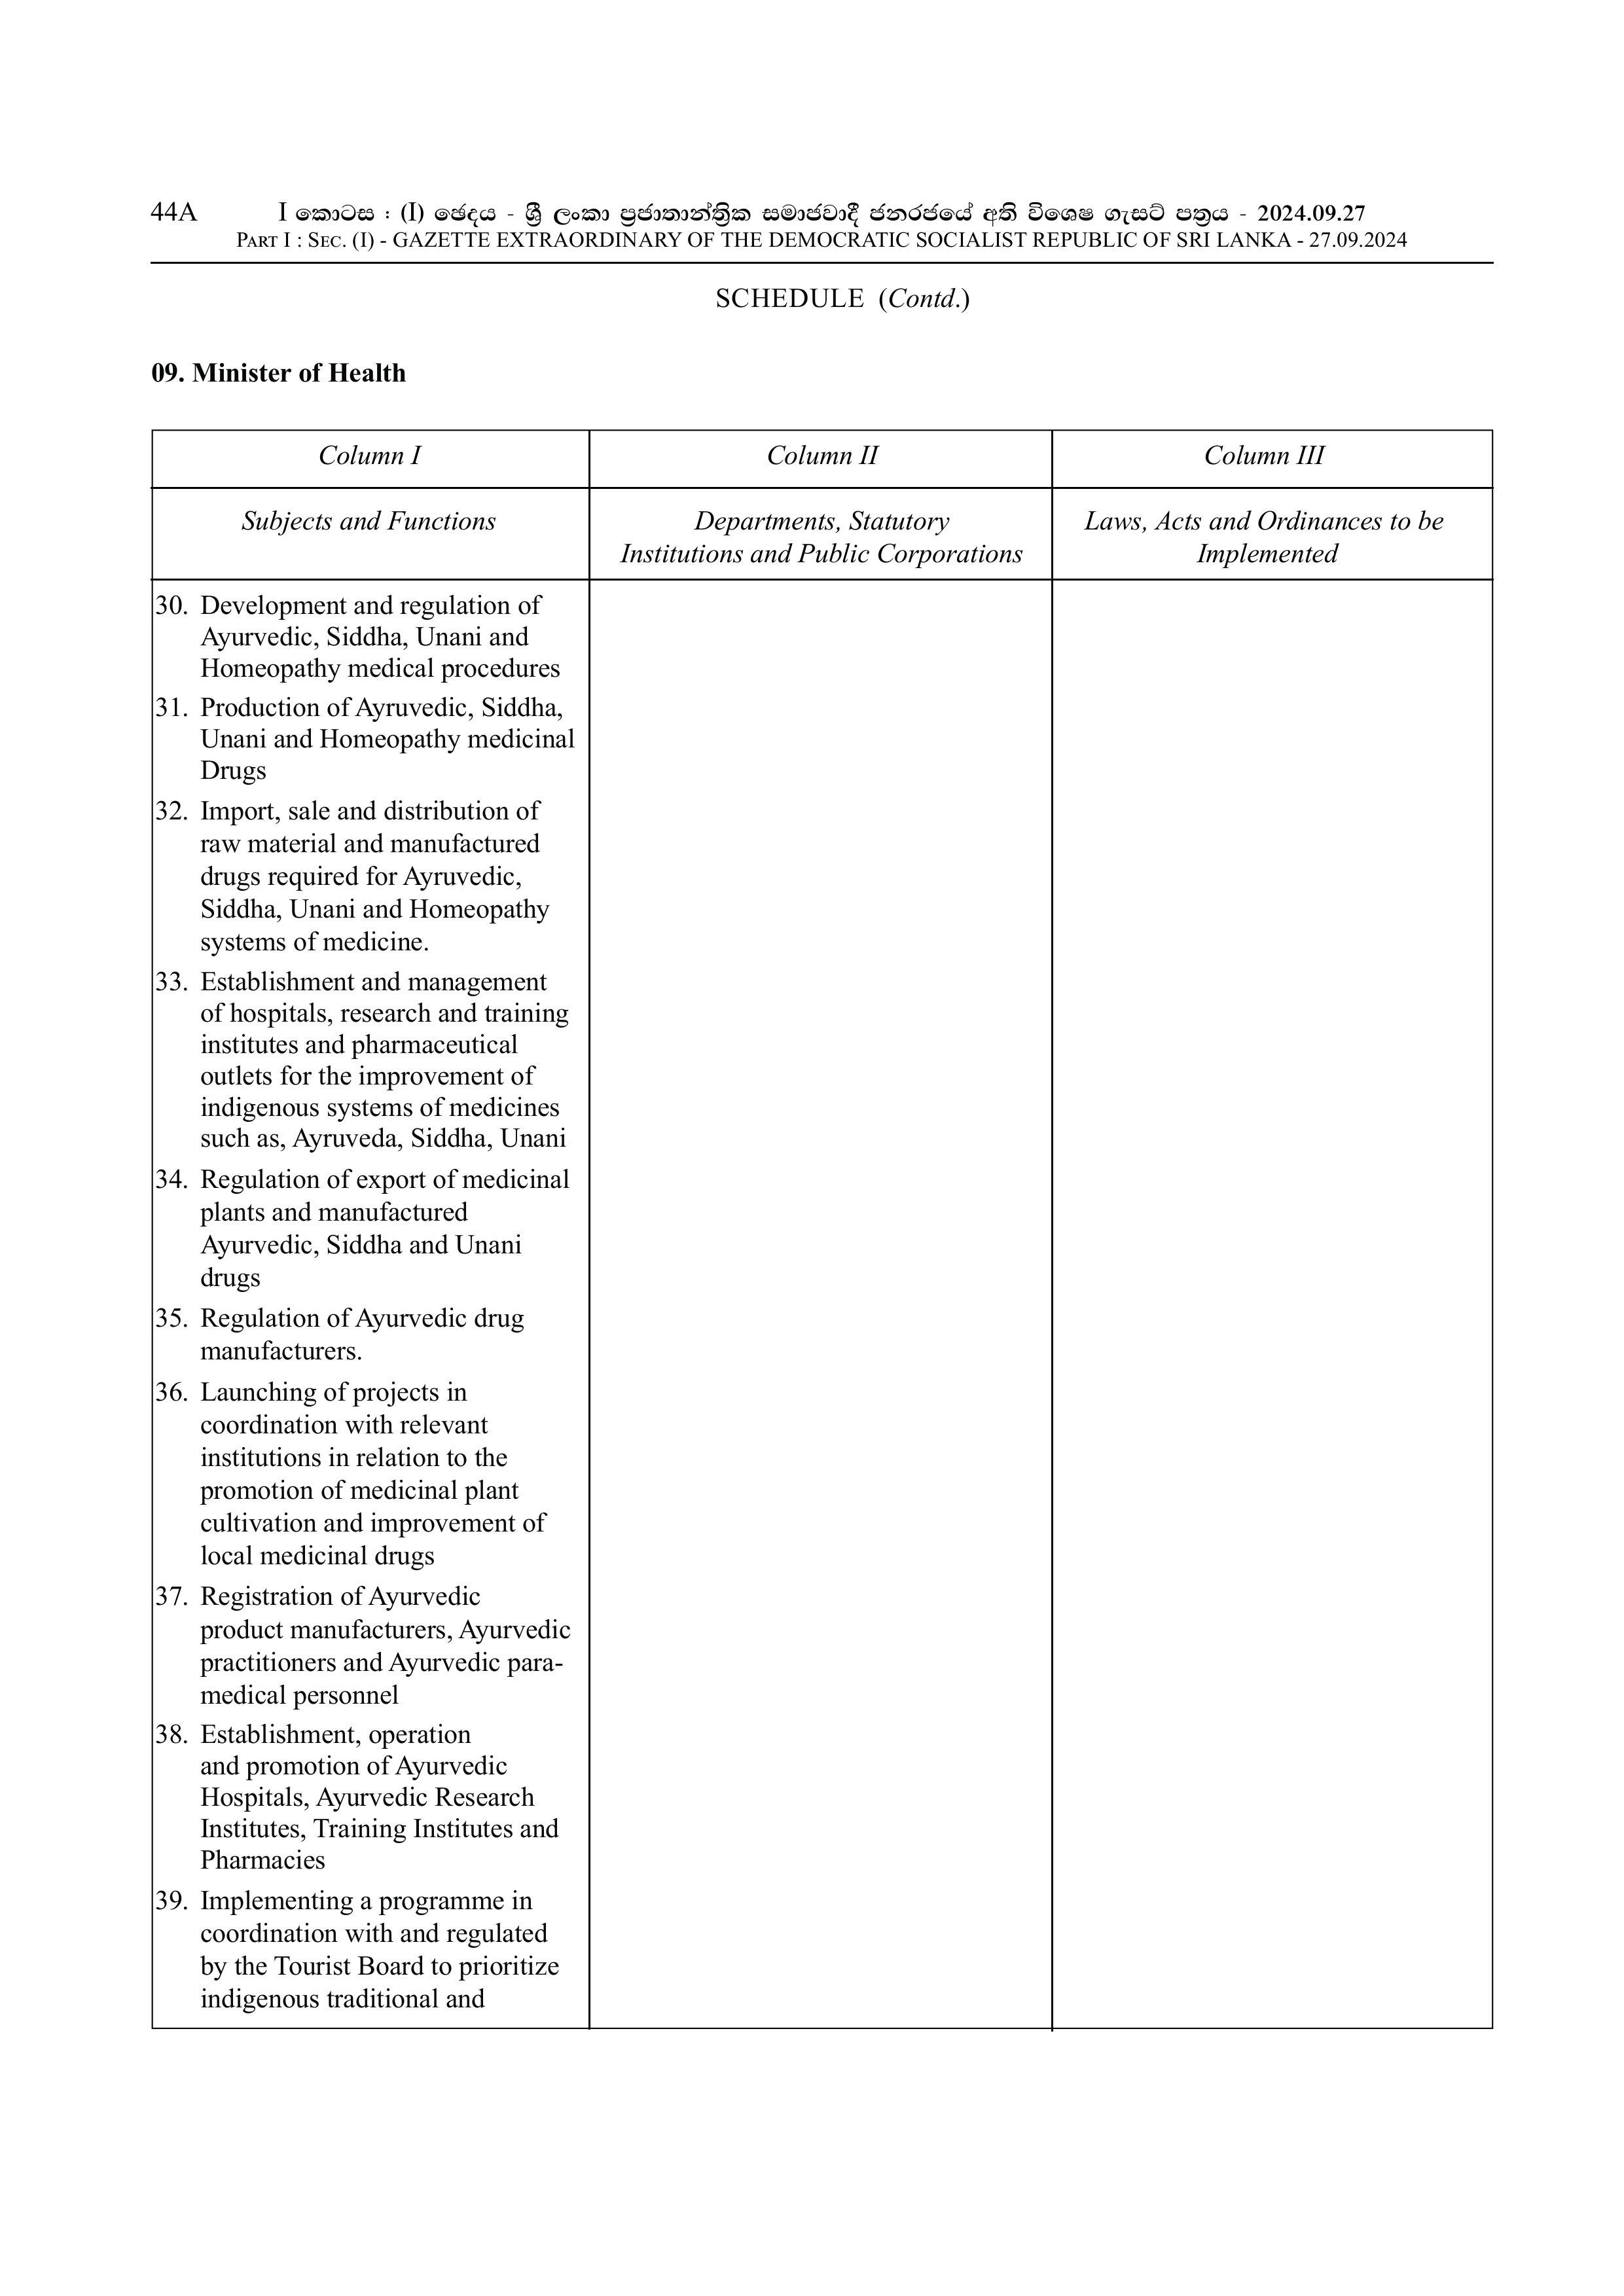 44A I කොටස : (I) ඡෙදය - ශ්‍රී ලංකා ප්‍රජාතාන්ත්‍රික සමාජවාදී ජනරජයේ අති විශෙෂ ගැසට් පත්‍රය - 2024.09.27
PART I : SEC. (I) - GAZETTE EXTRAORDINARY OF THE DEMOCRATIC SOCIALIST REPUBLIC OF SRI LANKA - 27.09.2024
SCHEDULE (Contd.)
09. Minister of Health
Column I Column II Column III
Subjects and Functions Departments, Statutory Laws, Acts and Ordinances to be
Institutions and Public Corporations Implemented
30. Development and regulation of
Ayurvedic, Siddha, Unani and
Homeopathy medical procedures
31. Production of Ayruvedic, Siddha,
Unani and Homeopathy medicinal
Drugs
32. Import, sale and distribution of
raw material and manufactured
drugs required for Ayruvedic,
Siddha, Unani and Homeopathy
systems of medicine.
33. Establishment and management
of hospitals, research and training
institutes and pharmaceutical
outlets for the improvement of
indigenous systems of medicines
such as, Ayruveda, Siddha, Unani
34. Regulation of export of medicinal
plants and manufactured
Ayurvedic, Siddha and Unani
drugs
35. Regulation of Ayurvedic drug
manufacturers.
36. Launching of projects in
coordination with relevant
institutions in relation to the
promotion of medicinal plant
cultivation and improvement of
local medicinal drugs
37. Registration of Ayurvedic
product manufacturers, Ayurvedic
practitioners and Ayurvedic para-
medical personnel
38. Establishment, operation
and promotion of Ayurvedic
Hospitals, Ayurvedic Research
Institutes, Training Institutes and
Pharmacies
39. Implementing a programme in
coordination with and regulated
by the Tourist Board to prioritize
indigenous traditional and